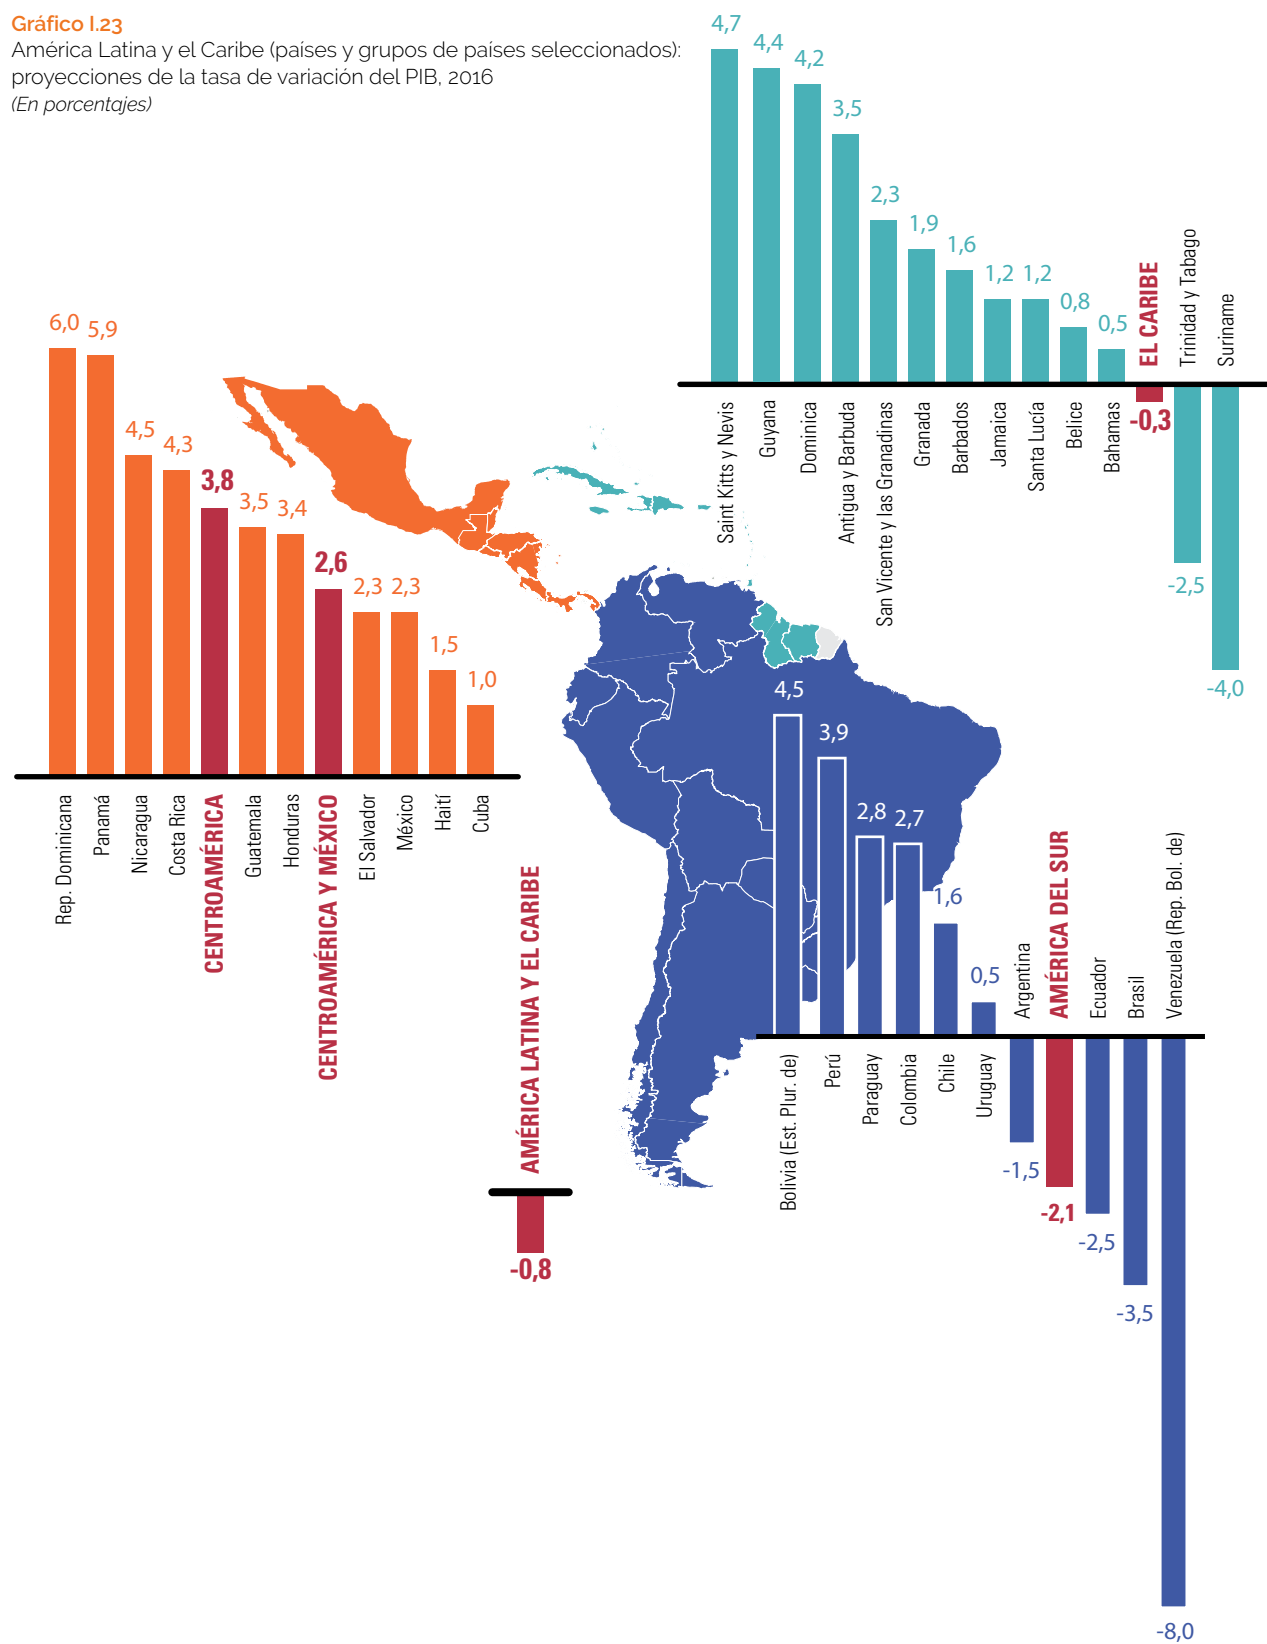 Gráfico I.23
América Latina y el Caribe (países y grupos de países seleccionados):
proyecciones de la tasa de variación del PIB, 2016
(En porcentajes)
4,7
4,4
4,2
3,5
2,3
1,9
1,6
1,2
1,2
0,8
0,5
EL CARIBE
Trinidad y Tabago
Suriname
Saint Kitts y Nevis
Guyana
Dominica
Antigua y Barbuda
San Vicente y las Granadinas
Granada
Barbados
Jamaica
Santa Lucía
Belice
Bahamas
-0,3
-2,5
-4,0
6,0
5,9
4,5
4,3
3,8
3,5
3,4
2,6
2,3
2,3
1,5
1,0
Rep. Dominicana
Panamá
Nicaragua
Costa Rica
CENTROAMÉRICA
Guatemala
Honduras
CENTROAMÉRICA Y MÉXICO
El Salvador
México
Haití
Cuba
AMÉRICA LATINA Y EL CARIBE
-0,8
4,5
3,9
2,8
2,7
1,6
0,5
Argentina
AMÉRICA DEL SUR
Ecuador
Brasil
Venezuela (Rep. Bol. de)
Bolivia (Est. Plur. de)
Perú
Paraguay
Colombia
Chile
Uruguay
-1,5
-2,1
-2,5
-3,5
-8,0